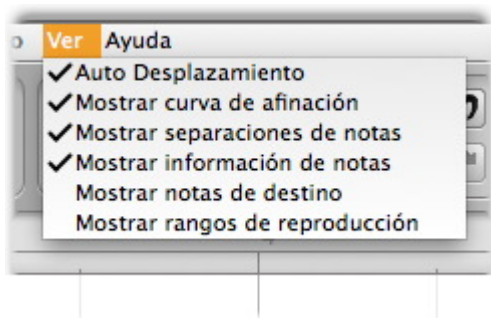 Ver Ayuda
✓Auto Desplazamiento
✓Mostrar curva de afinación
✓Mostrar separaciones de notas
✓Mostrar información de notas
Mostrar notas de destino
Mostrar rangos de reproducción